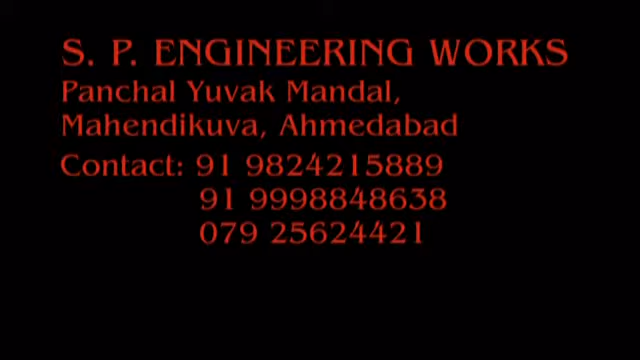 S. P. ENGINEERING WORKS
Panchal Yuvak Mandal,
Mahendikuva, Ahmedabad
Contact: 91 9824215889
91 9998848638
079 25624421